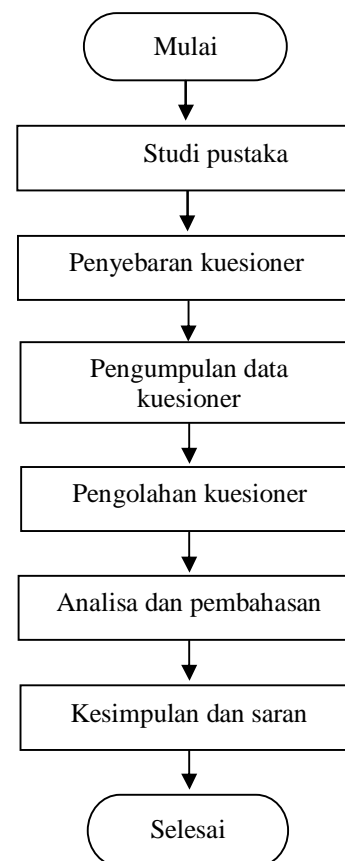 Mulai
Studi pustaka
Penyebaran kuesioner
Pengumpulan data
kuesioner
Pengolahan kuesioner
Analisa dan pembahasan
Kesimpulan dan saran
Selesai